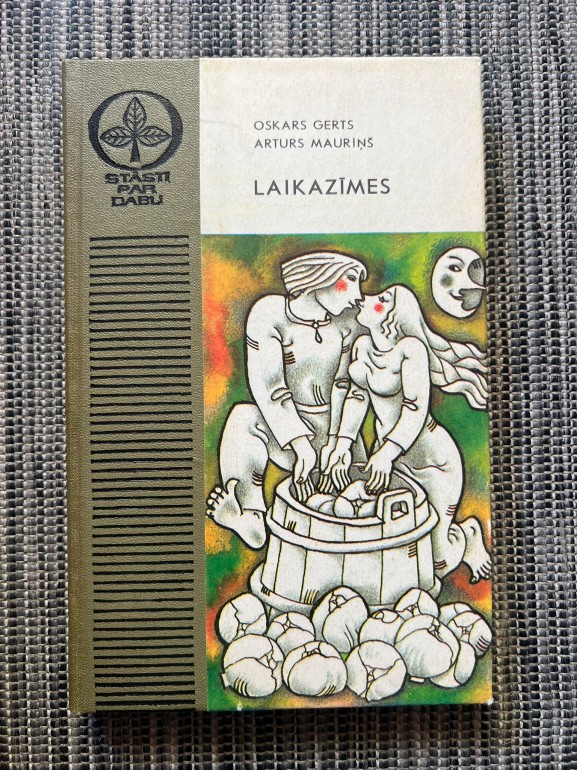 STĀSTI
PAR
DABU
OSKARS GERTS
ARTURS MAURIŅŠ
LAIKAZĪMES